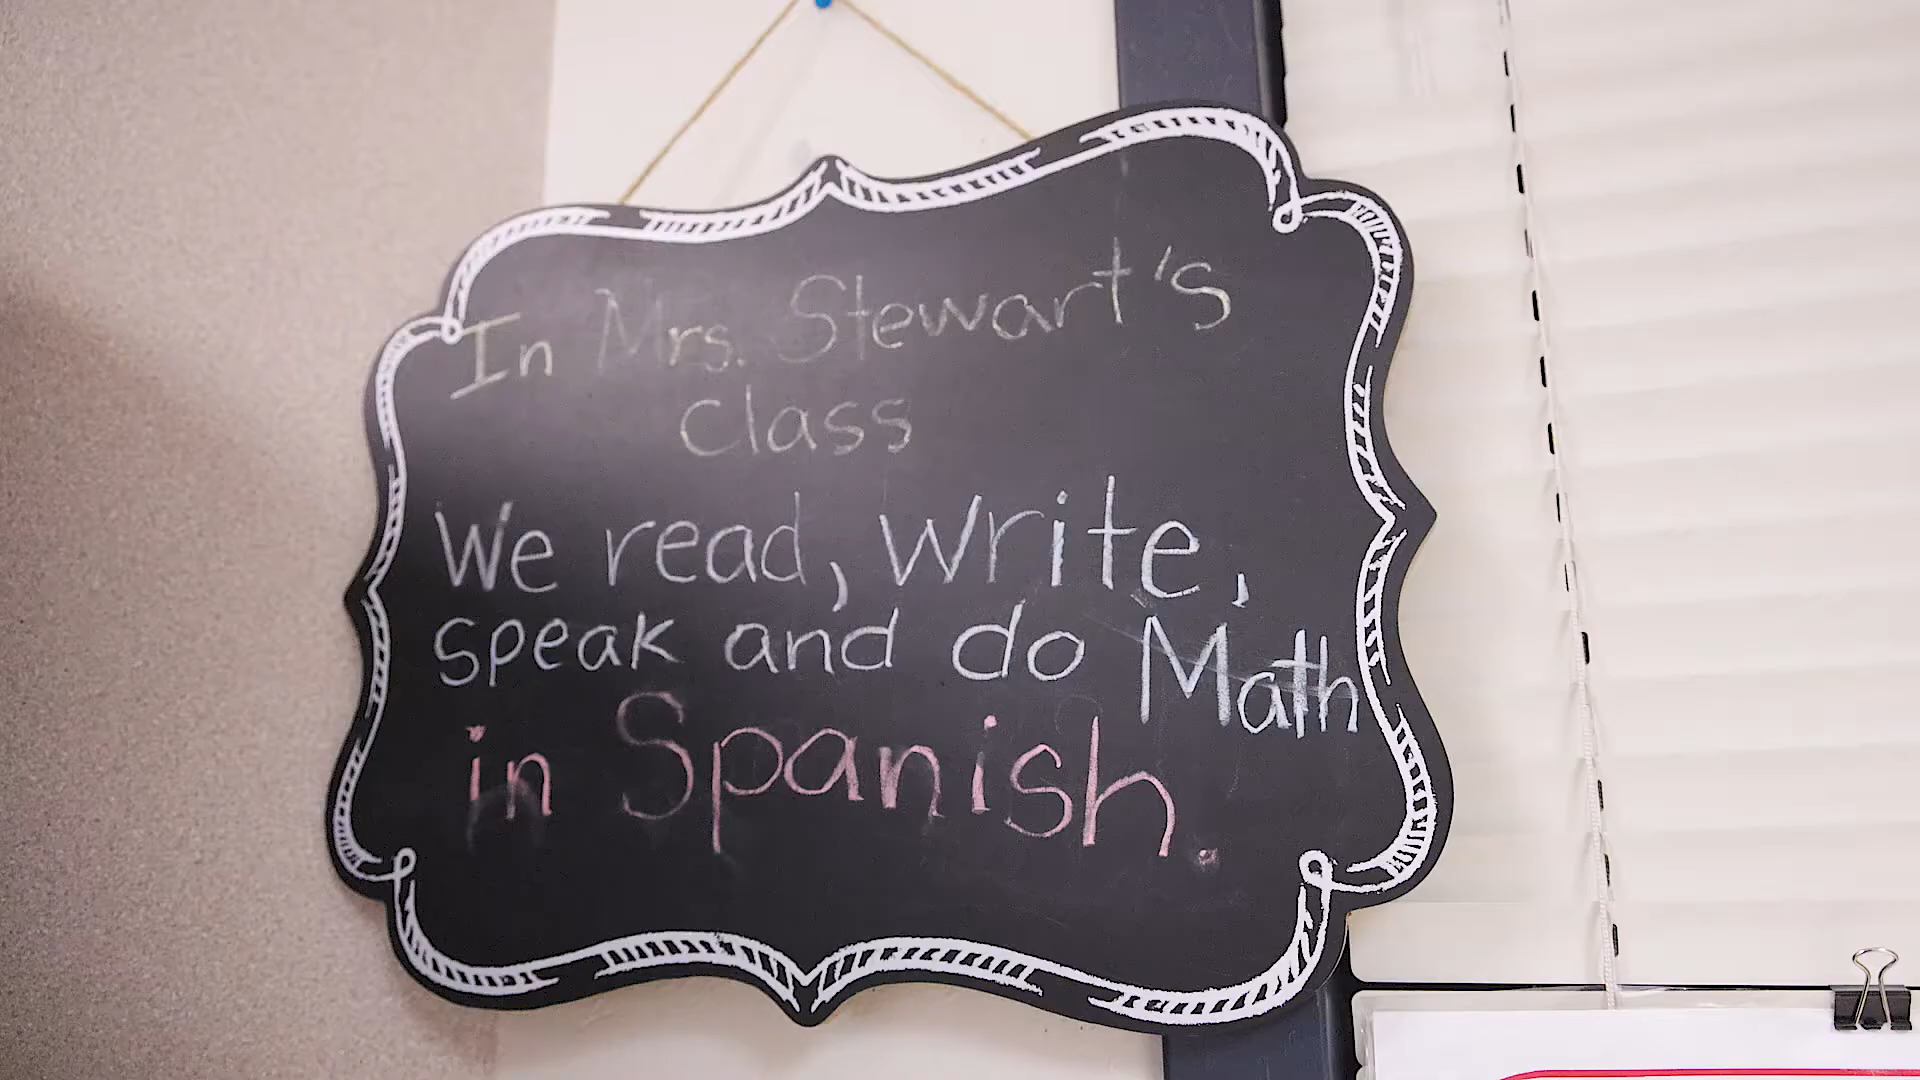 In Mrs. Stewart's
class
We read, write,
speak and do Math
in Spanish.